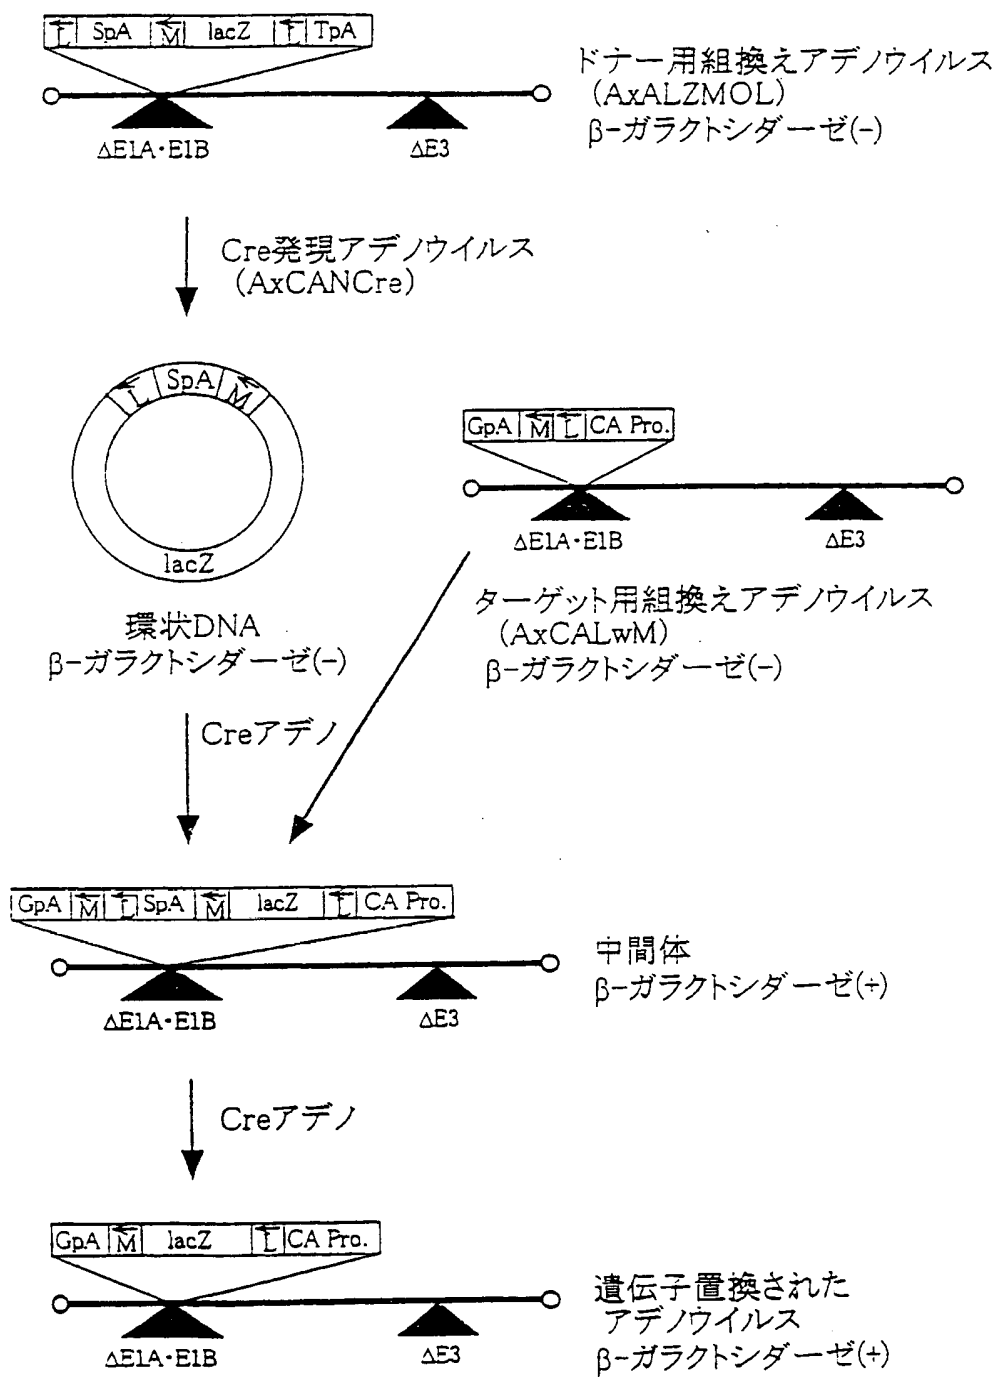 L SpA M lacZ L TpA
ドナー用組換えアデノウイルス
(AxALZMOL)
β-ガラクトシダーゼ(-)
ΔE1A·E1B ΔE3
Cre発現アデノウイルス
(AxCANCre)
L SpA M
lacZ
環状DNA
β-ガラクトシダーゼ(-)
GpA M L CA Pro.
ΔE1A·E1B ΔE3
ターゲット用組換えアデノウイルス
(AxCALwM)
β-ガラクトシダーゼ(-)
Creアデノ
GpA M L SpA M lacZ L CA Pro.
中間体
β-ガラクトシダーゼ(+)
ΔE1A·E1B ΔE3
Creアデノ
GpA M lacZ L CA Pro.
遺伝子置換された
アデノウイルス
β-ガラクトシダーゼ(+)
ΔE1A·E1B ΔE3